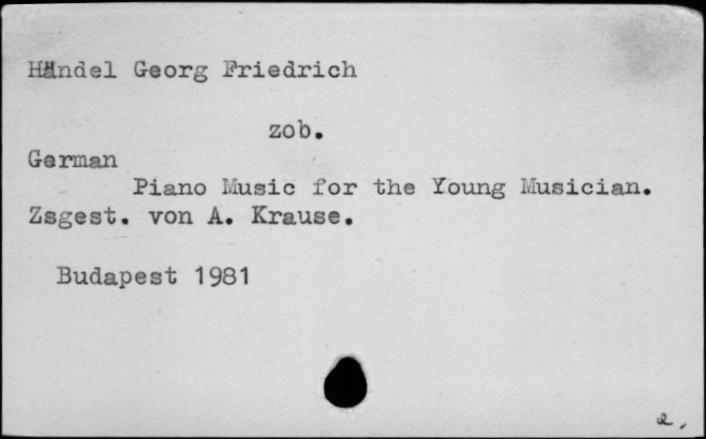 Händel Georg Friedrich
zob.
German
Piano Music for the Young Musician.
Zsgest. von A. Krause.
Budapest 1981